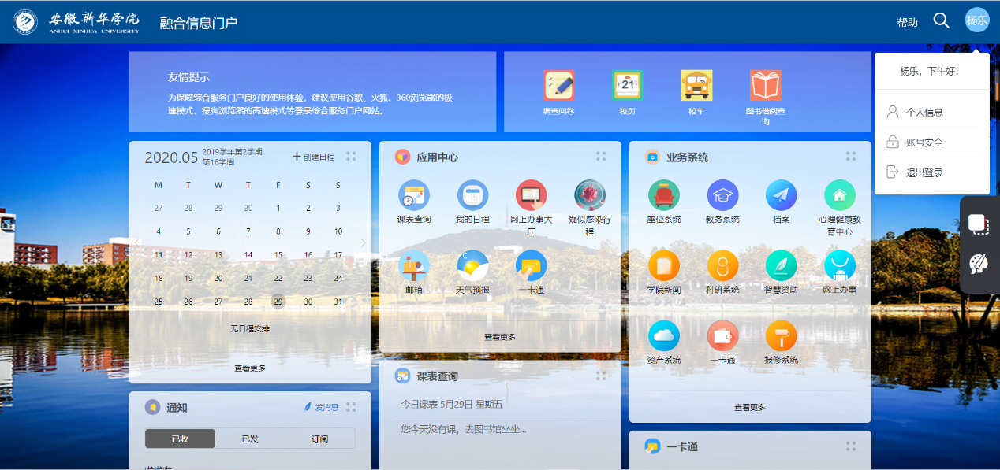 安徽新华学院
ANHUI XINHUA UNIVERSITY
融合信息门户
帮助
杨乐
友情提示
为保障综合服务门户良好的使用体验，建议使用谷歌、火狐、360浏览器的极
速模式、搜狗浏览器的高速模式等登录综合服务门户网站。
调查问卷
21
校历
校车
图书借阅查
询
杨乐，下午好!
个人信息
账号安全
退出登录
2020.05
2019学年第2学期
第16学周
创建日程
M T W T F S S
27 28 29 30 1 2 3
4 5 6 7 8 9 10
11 12 13 14 15 16 17
18 19 20 21 22 23 24
25 26 27 28 29 30 31
无日程安排
查看更多
通知
发消息
已收 已发 订阅
啦啦啦
应用中心
课表查询 我的日程 网上办事大
厅
疑似感染行
程
邮箱
C
天气预报 一卡通
查看更多
课表查询
今日课表 5月29日 星期五
您今天没有课，去图书馆坐坐...
业务系统
座位系统 教务系统 档案 心理健康教
育中心
学院新闻 科研系统 智慧资助 网上办事
资产系统 一卡通 报修系统
查看更多
一卡通